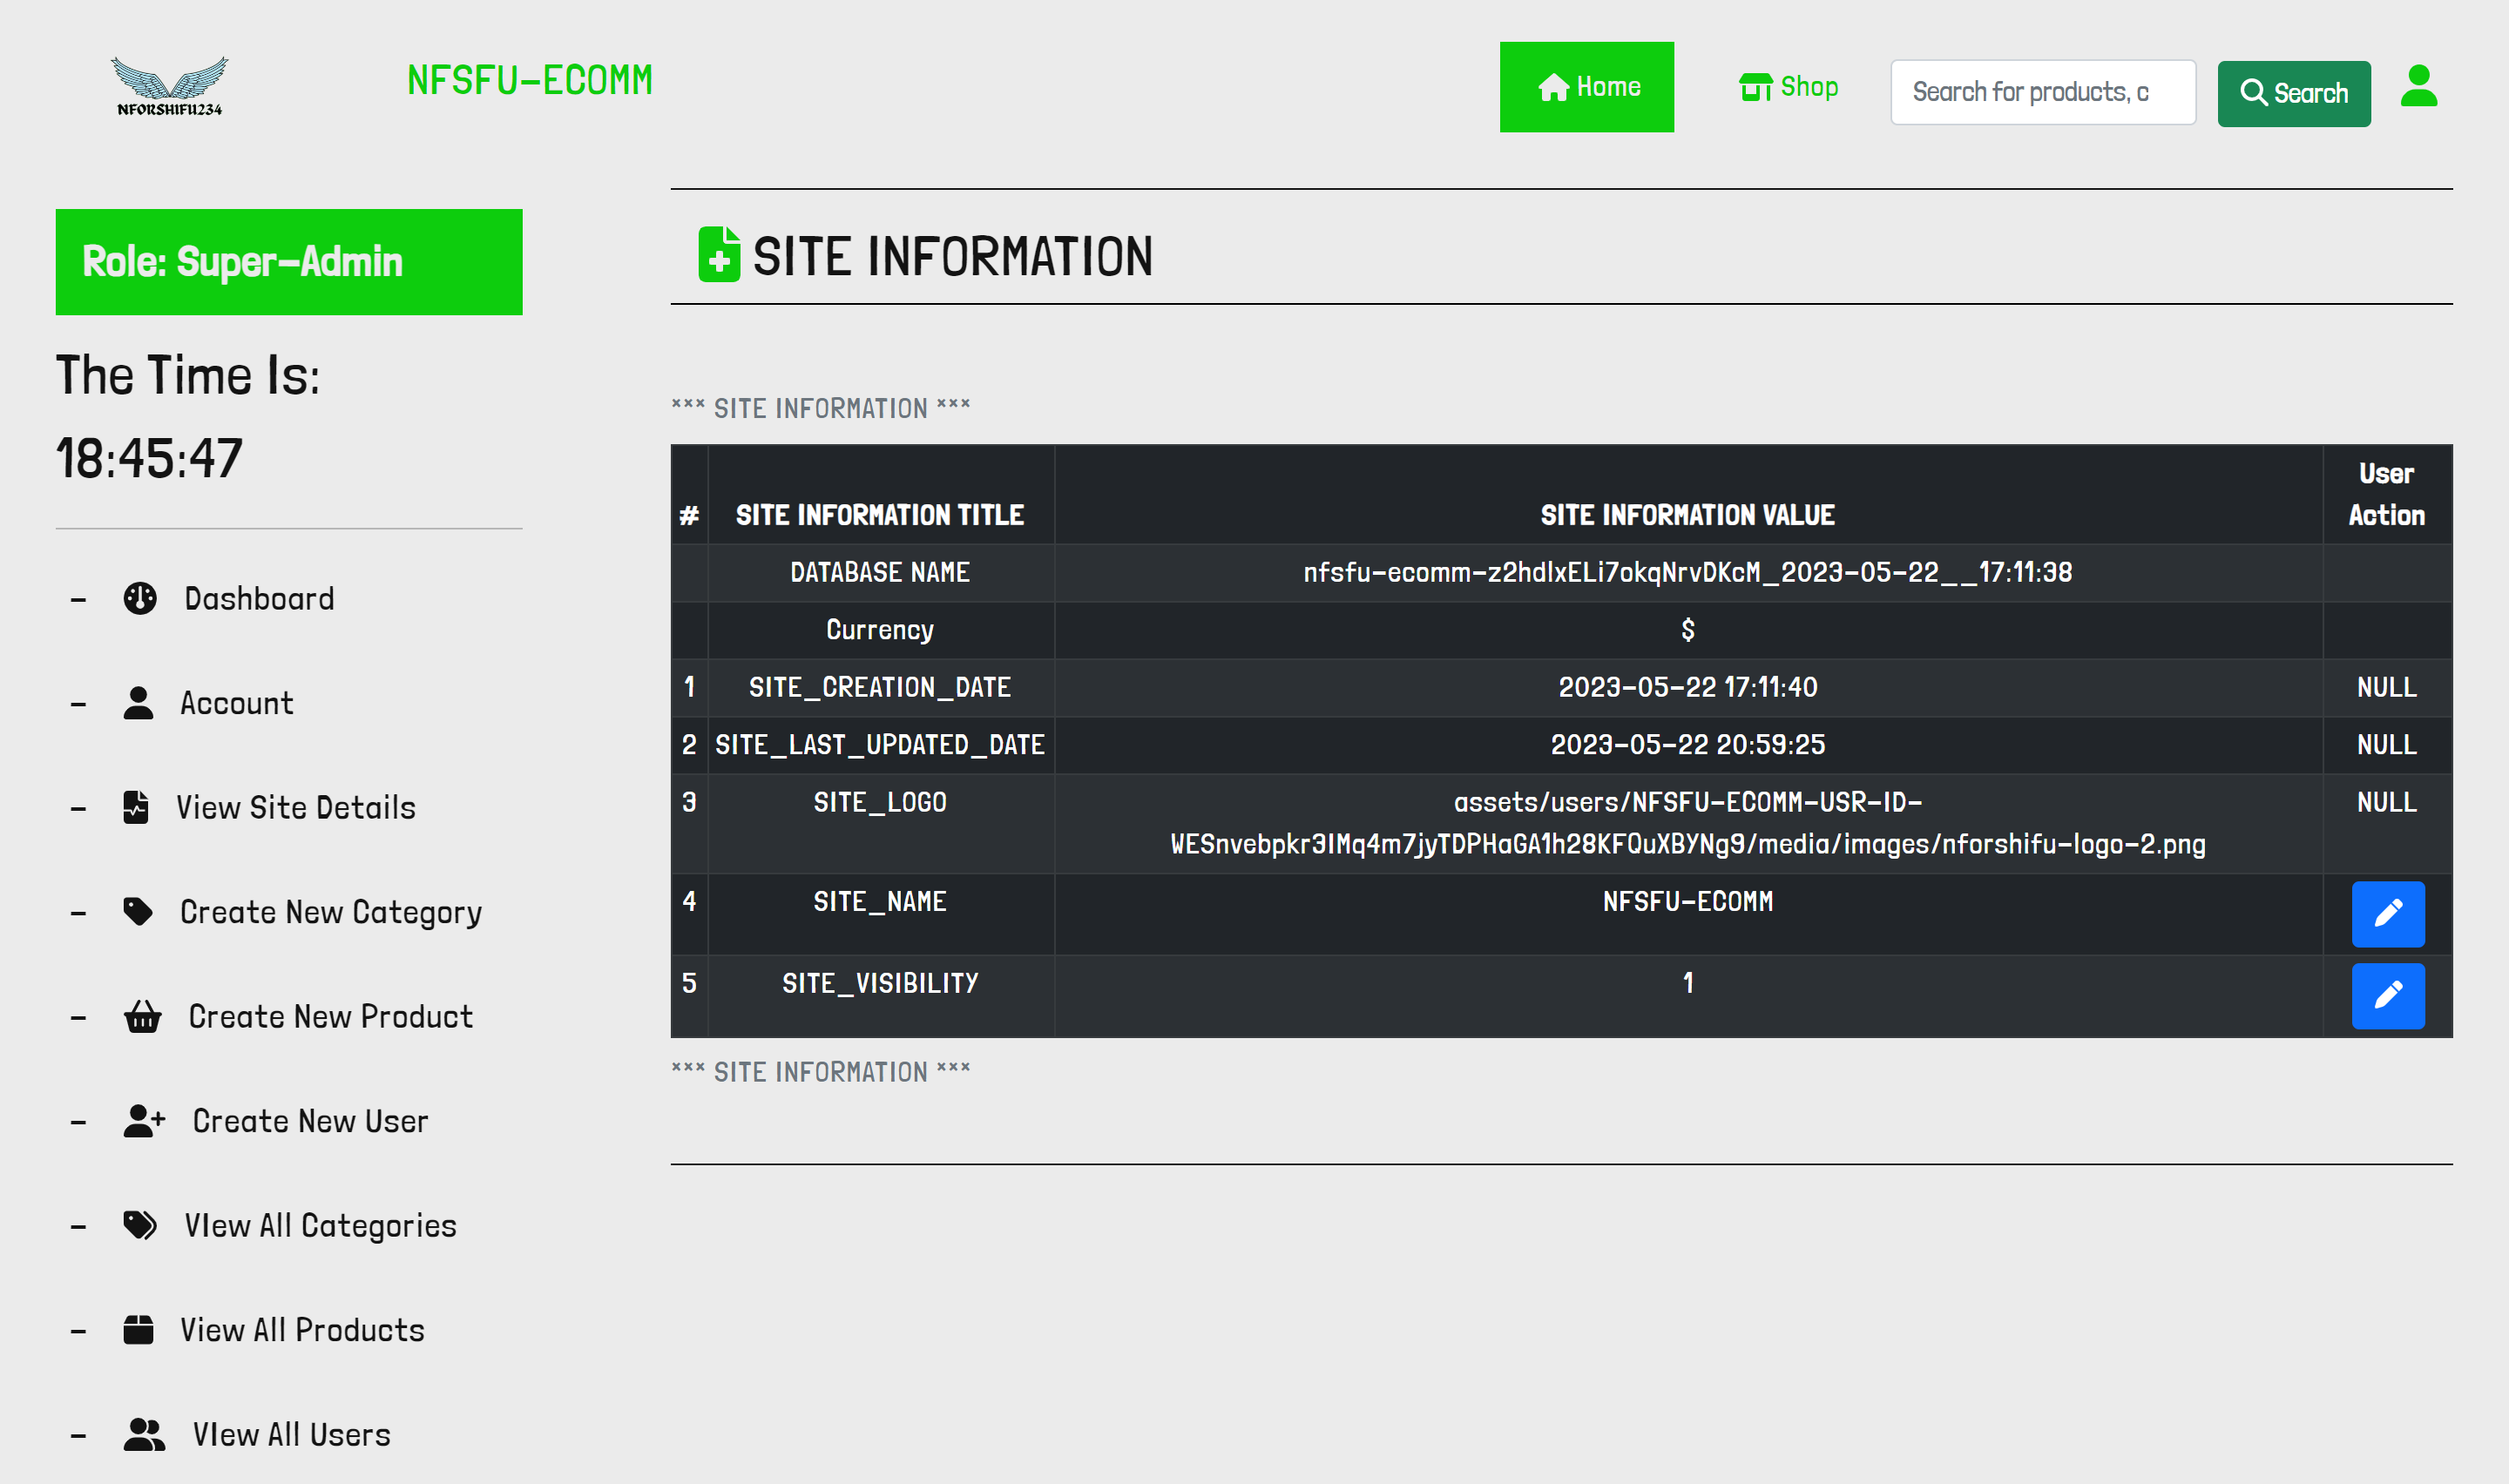 NFORSHIFU234
NFSFU-ECOMM
Home
Shop
Search for products, c
Search
Role: Super-Admin
The Time Is:
18:45:47
- Dashboard
- Account
- View Site Details
- Create New Category
- Create New Product
- Create New User
- VIew All Categories
- View All Products
- VIew All Users
SITE INFORMATION
*** SITE INFORMATION ***
# SITE INFORMATION TITLE SITE INFORMATION VALUE User Action
DATABASE NAME nfsfu-ecomm-z2hdlxELi7okqNrvDKcM_2023-05-22__17:11:38
Currency $
1 SITE_CREATION_DATE 2023-05-22 17:11:40 NULL
2 SITE_LAST_UPDATED_DATE 2023-05-22 20:59:25 NULL
3 SITE_LOGO assets/users/NFSFU-ECOMM-USR-ID- NULL
WESnvebpkr3IMq4m7jyTDPHaGA1h28KFQuXBYNg9/media/images/nforshifu-logo-2.png
4 SITE_NAME NFSFU-ECOMM
5 SITE_VISIBILITY 1
*** SITE INFORMATION ***